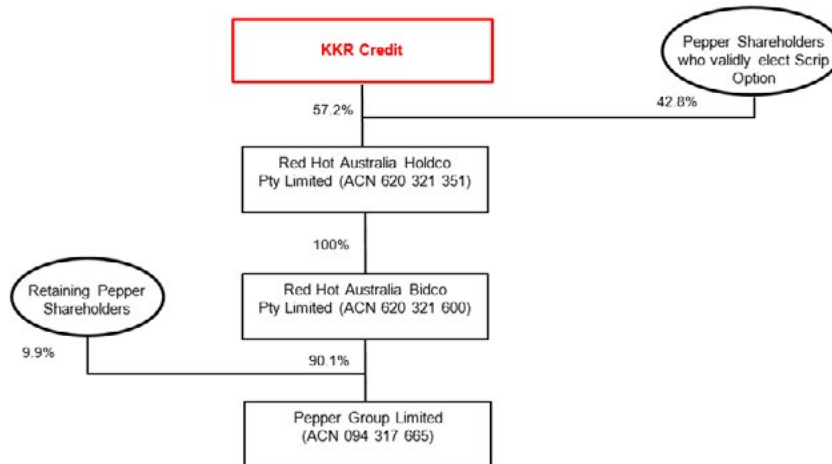 KKR Credit
Pepper Shareholders
who validly elect Scrip
Option
57.2%
42.8%
Red Hot Australia Holdco
Pty Limited (ACN 620 321 351)
100%
Retaining Pepper
Shareholders
Red Hot Australia Bidco
Pty Limited (ACN 620 321 600)
9.9%
90.1%
Pepper Group Limited
(ACN 094 317 665)